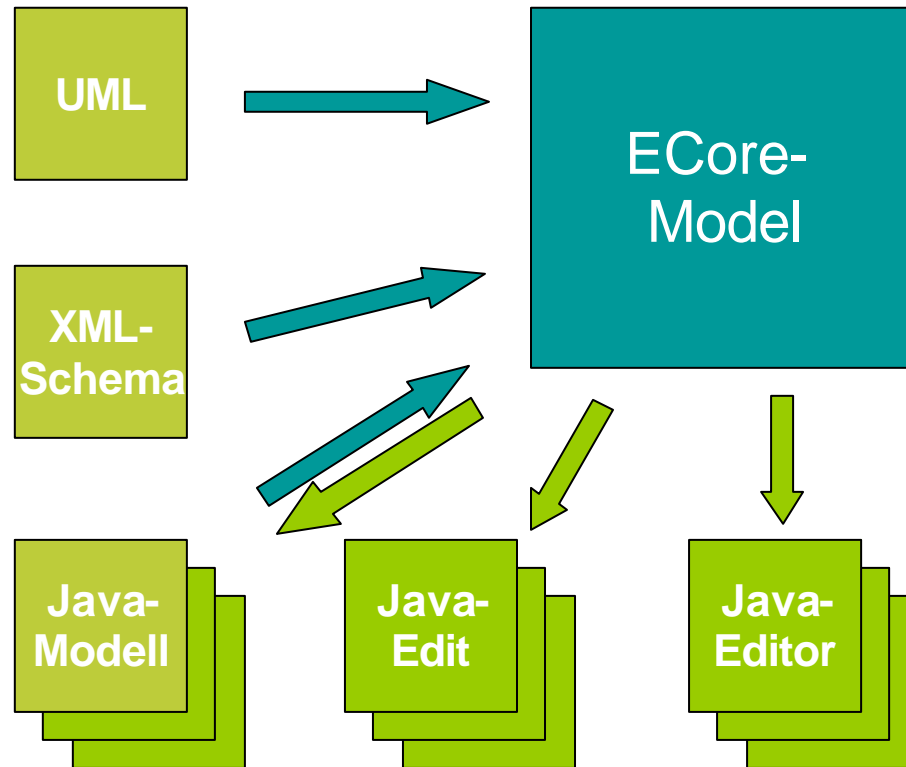 UML
ECore-
Model
XML-
Schema
Java-
Modell
Java-
Edit
Java-
Editor